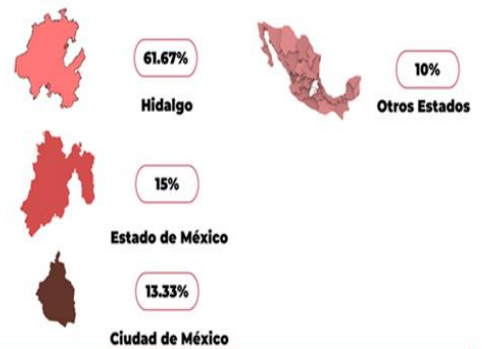 61.67%
Hidalgo
10%
Otros Estados
15%
Estado de México
13.33%
Ciudad de México